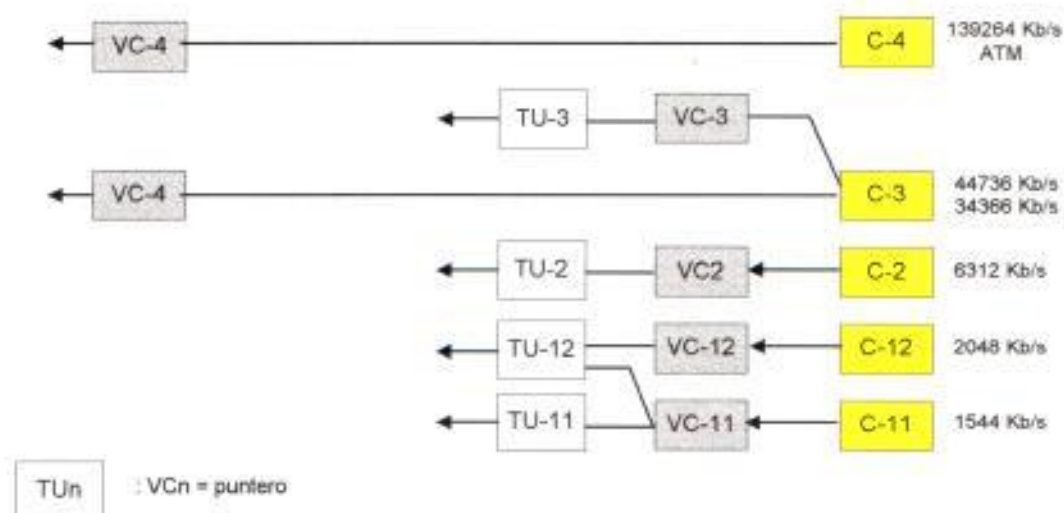 VC-4 C-4 139264 Kb/s
ATM
TU-3 VC-3
VC-4 C-3 44736 Kb/s
34366 Kb/s
TU-2 VC2 C-2 6312 Kb/s
TU-12 VC-12 C-12 2048 Kb/s
TU-11 VC-11 C-11 1544 Kb/s
TUn : VCn = puntero